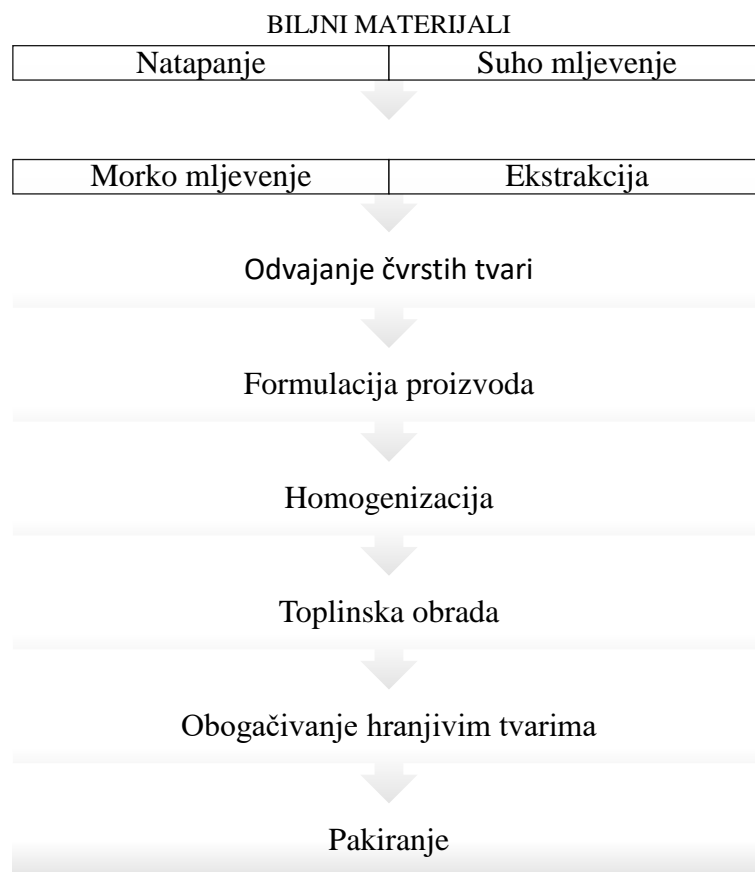 BILJNI MATERIJALI
Natapanje Suho mljevenje
Morko mljevenje Ekstrakcija
Odvajanje čvrstih tvari
Formulacija proizvoda
Homogenizacija
Toplinska obrada
Obogačivanje hranjivim tvarima
Pakiranje